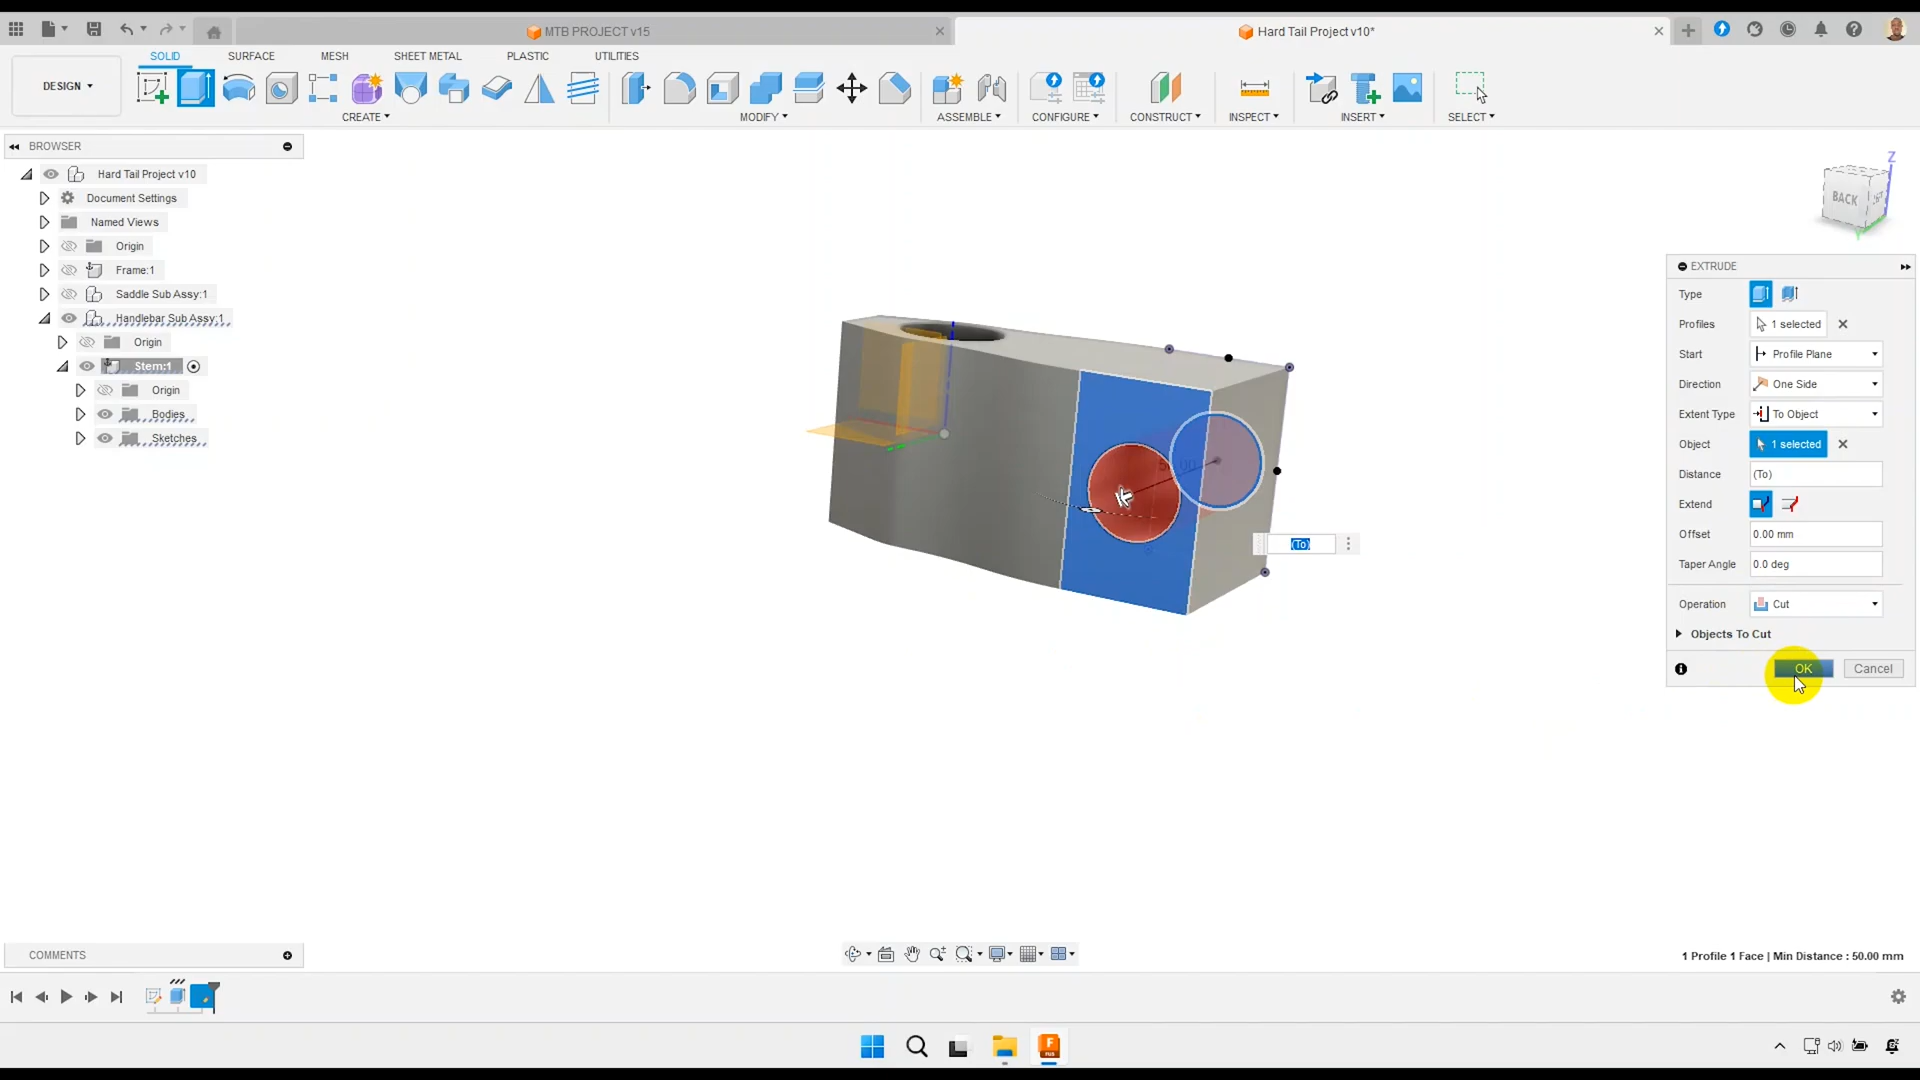 MTB PROJECT v15
Hard Tail Project v10*
DESIGN
SOLID
SURFACE
MESH
SHEET METAL
PLASTIC
UTILITIES
CREATE
MODIFY
ASSEMBLE
CONFIGURE
CONSTRUCT
INSPECT
INSERT
SELECT
BROWSER
Hard Tail Project v10
Document Settings
Named Views
Origin
Frame:1
Saddle Sub Assy:1
Handlebar Sub Assy:1
Origin
Stem:1
Origin
Bodies
Sketches
Z
BACK
(To)
EXTRUDE
Type
Profiles 1 selected
Start Profile Plane
Direction One Side
Extent Type To Object
Object 1 selected
Distance (To)
Extend
Offset 0.00 mm
Taper Angle 0.0 deg
Operation Cut
Objects To Cut
OK Cancel
COMMENTS
1 Profile 1 Face | Min Distance : 50.00 mm